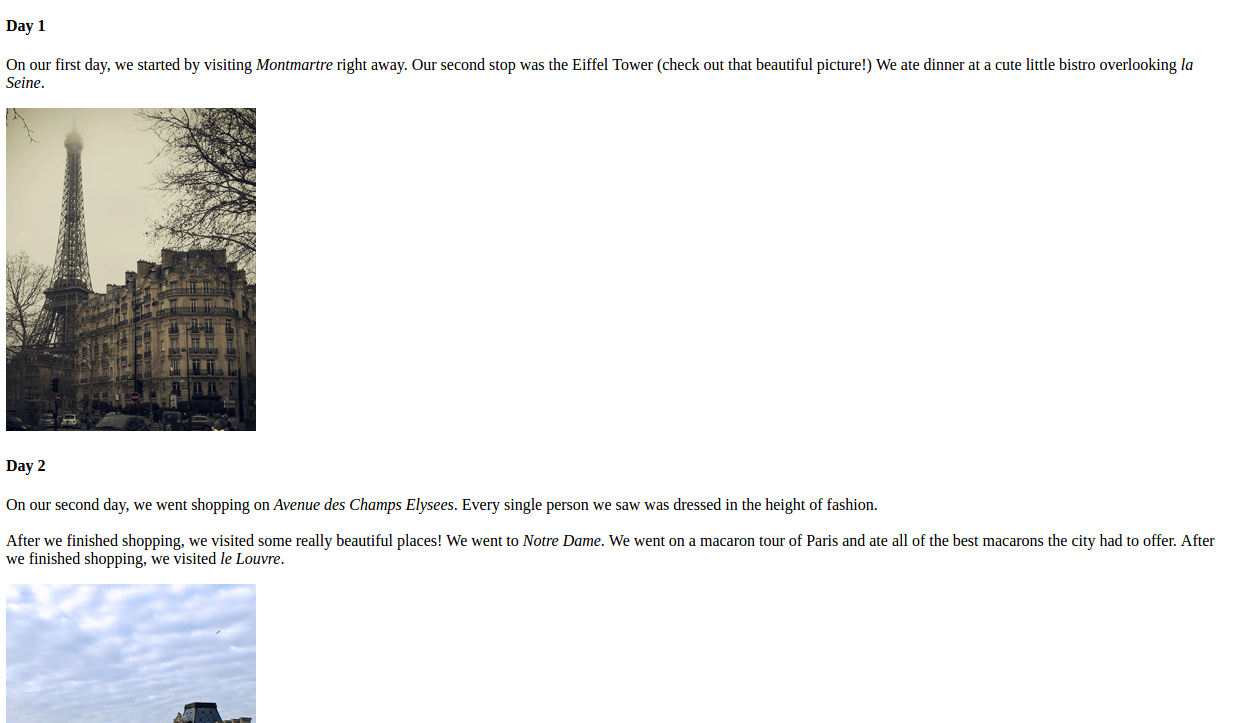 Day 1
On our first day, we started by visiting Montmartre right away. Our second stop was the Eiffel Tower (check out that beautiful picture!) We ate dinner at a cute little bistro overlooking la
Seine.
Day 2
On our second day, we went shopping on Avenue des Champs Elysees. Every single person we saw was dressed in the height of fashion.
After we finished shopping, we visited some really beautiful places! We went to Notre Dame. We went on a macaron tour of Paris and ate all of the best macarons the city had to offer. After
we finished shopping, we visited le Louvre.